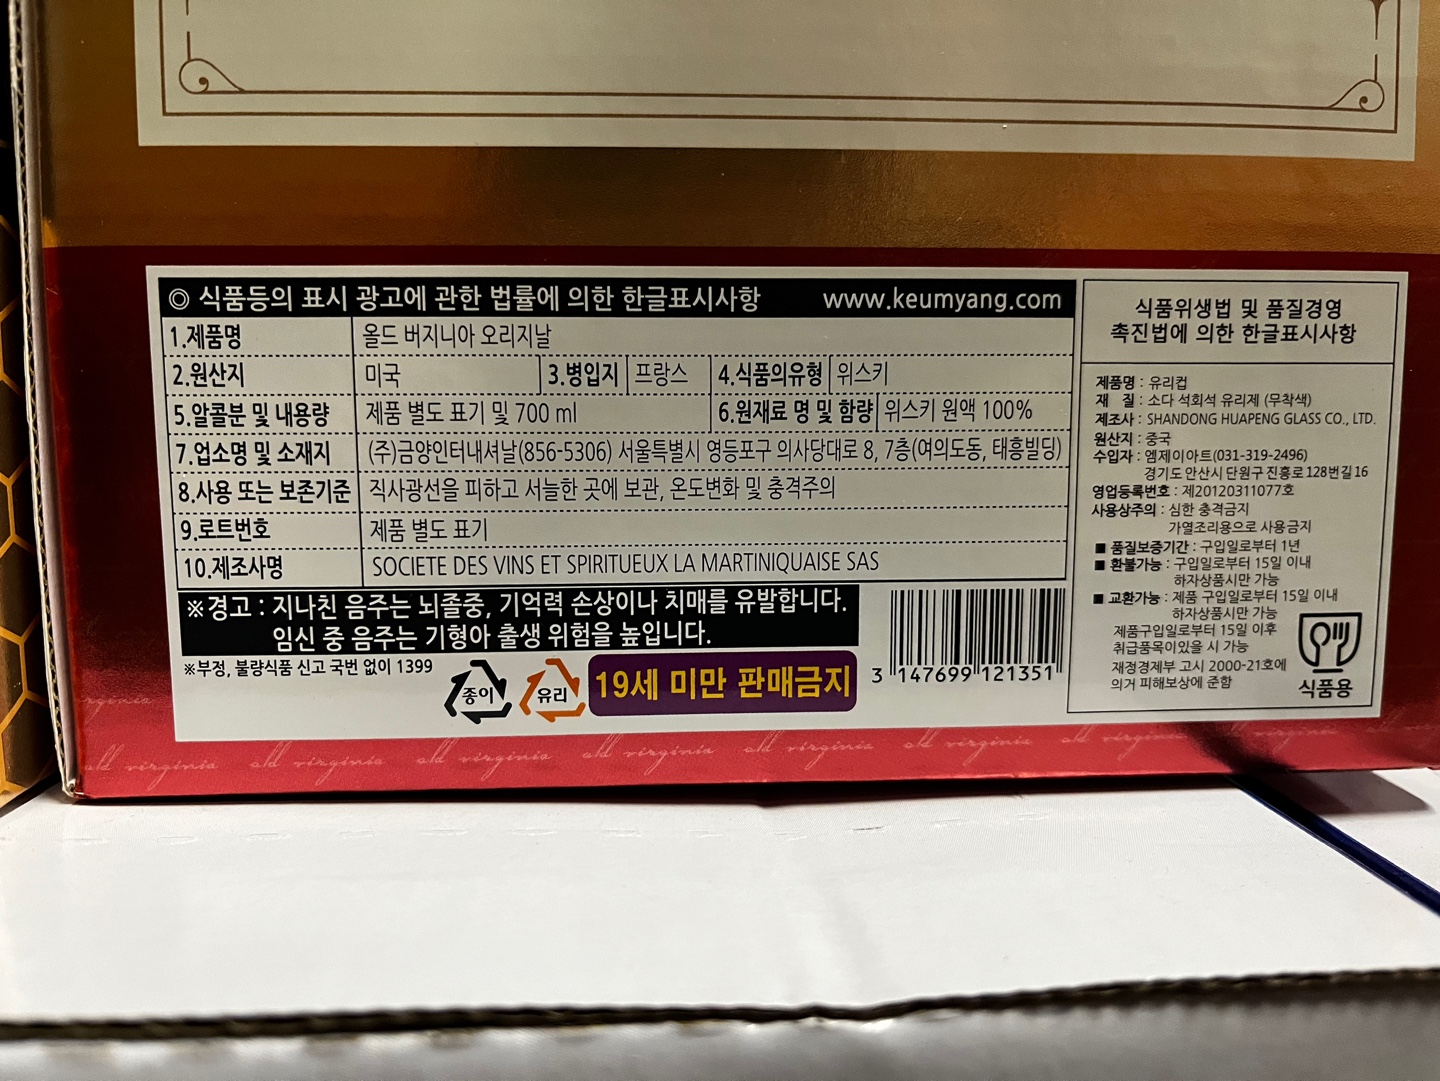 ◎ 식품등의 표시 광고에 관한 법률에 의한 한글표시사항 www.keumyang.com
1.제품명 올드 버지니아 오리지날
2.원산지 미국 3.병입지 프랑스 4.식품의유형 위스키
5.알콜분 및 내용량 제품 별도 표기 및 700 ml 6.원재료 명 및 함량 위스키 원액 100%
7.업소명 및 소재지 (주)금양인터내셔날(856-5306) 서울특별시 영등포구 의사당대로 8, 7층(여의도동, 태흥빌딩)
8.사용 또는 보존기준 직사광선을 피하고 서늘한 곳에 보관, 온도변화 및 충격주의
9.로트번호 제품 별도 표기
10.제조사명 SOCIETE DES VINS ET SPIRITUEUX LA MARTINIQUAISE SAS
※경고 : 지나친 음주는 뇌졸중, 기억력 손상이나 치매를 유발합니다.
임신 중 음주는 기형아 출생 위험을 높입니다.
※부정, 불량식품 신고 국번 없이 1399
종이 유리 19세 미만 판매금지
3 147699 121351
식품위생법 및 품질경영
촉진법에 의한 한글표시사항
제품명 : 유리컵
재 질 : 소다 석회석 유리제 (무착색)
제조사 : SHANDONG HUAPENG GLASS CO., LTD.
원산지 : 중국
수입자 : 엠제이아트(031-319-2496)
경기도 안산시 단원구 진흥로128번길16
영업등록번호 : 제20120311077호
사용상주의 : 심한 충격금지
가열조리용으로 사용금지
■ 품질보증기간 : 구입일로부터 1년
■ 환불가능 : 구입일로부터 15일 이내
하자상품시만 가능
■ 교환가능 : 제품 구입일로부터 15일 이내
하자상품시만 가능
제품구입일로부터 15일 이후
취급품목이있을 시 가능
재정경제부 고시 2000-21호에
의거 피해보상에 준함
식품용
rginia
old virginia old virginia old virginia old virginia old virginia old virginia old virginia